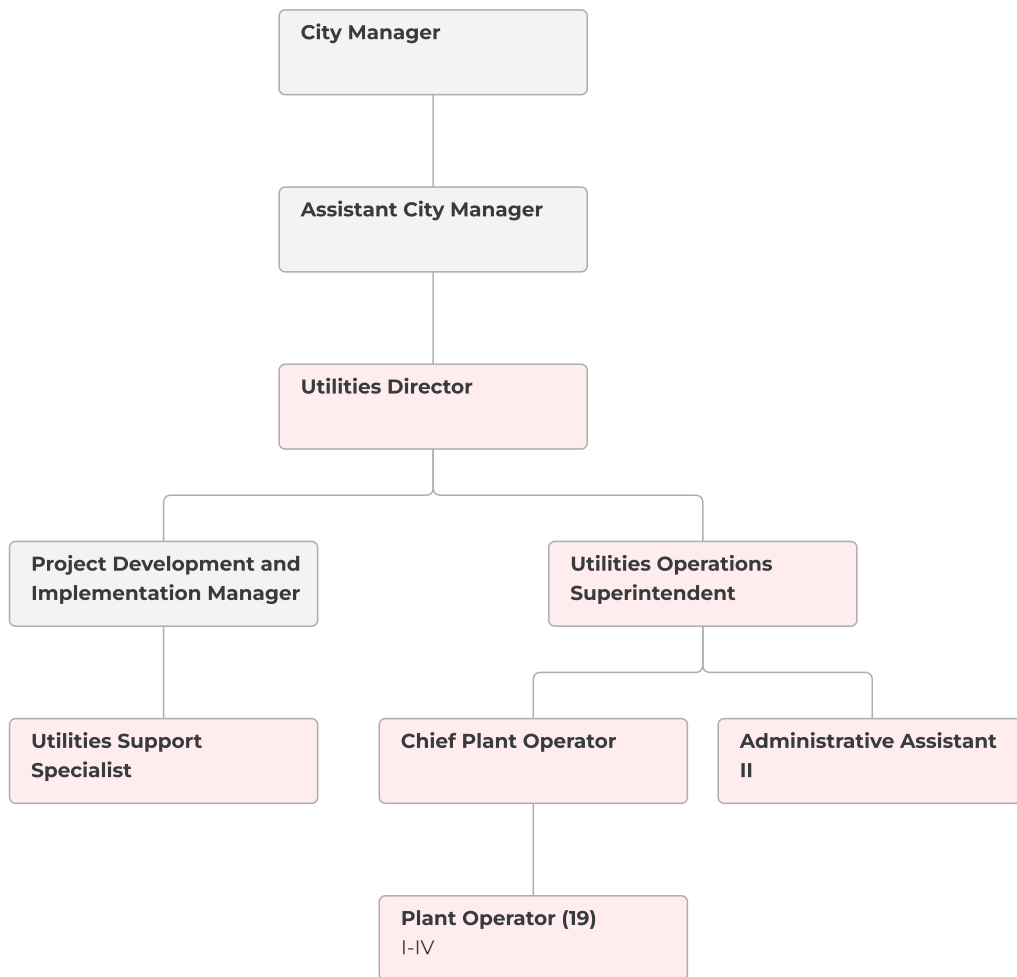 City Manager
Assistant City Manager
Utilities Director
Project Development and
Implementation Manager
Utilities Operations
Superintendent
Utilities Support
Specialist
Chief Plant Operator
Administrative Assistant
II
Plant Operator (19)
I-IV